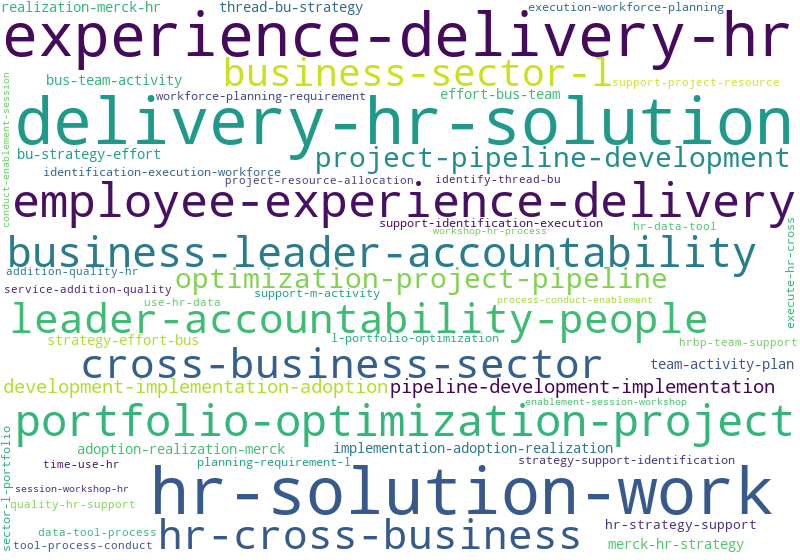 realization-merck-hr
thread-bu-strategy
execution-workforce-planning
experience-delivery-hr
business-sector-l
support-project-resource
bus-team-activity
workforce-planning-requirement
effort-bus-team
conduct-enablement-session
delivery-hr-solution
bu-strategy-effort
project-pipeline-development
identification-execution-workforce
project-resource-allocation
identify-thread-bu
employee-experience-delivery
support-identification-execution
workshop-hr-process
hr-data-tool
execute-hr-cross
business-leader-accountability
addition-quality-hr
optimization-project-pipeline
service-addition-quality
support-m-activity
use-hr-data
process-conduct-enablement
leader-accountability-people
strategy-effort-bus
l-portfolio-optimization
hrbp-team-support
cross-business-sector
team-activity-plan
development-implementation-adoption
pipeline-development-implementation
enablement-session-workshop
portfolio-optimization-project
adoption-realization-merck
implementation-adoption-realization
sector-l-portfolio
time-use-hr
planning-requirement-l
strategy-support-identification
hr-solution-work
session-workshop-hr
quality-hr-support
data-tool-process
hr-cross-business
hr-strategy-support
tool-process-conduct
merck-hr-strategy